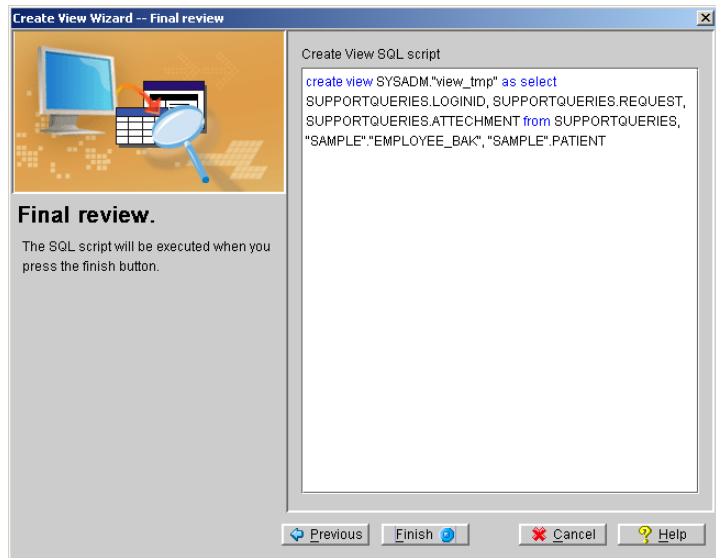 Create View Wizard -- Final review
Create View SQL script
create view SYSADM."view_tmp" as select
SUPPORTQUERIES.LOGINID, SUPPORTQUERIES.REQUEST,
SUPPORTQUERIES.ATTECHMENT from SUPPORTQUERIES,
"SAMPLE"."EMPLOYEE_BAK", "SAMPLE".PATIENT
Final review.
The SQL script will be executed when you
press the finish button.
Previous
Finish
Cancel
Help